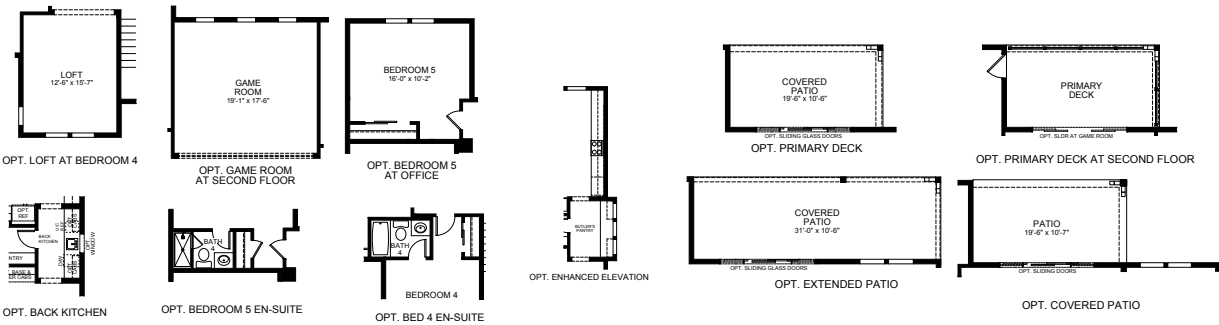 LOFT
12'-6" x 15'-7"
OPT. LOFT AT BEDROOM 4
GAME
ROOM
19'-1" x 17'-6"
OPT. GAME ROOM
AT SECOND FLOOR
BEDROOM 5
16'-0" x 10'-2"
OPT. BEDROOM 5
AT OFFICE
COVERED
PATIO
19'-6" x 10'-6"
OPT. SLIDING GLASS DOORS
OPT. PRIMARY DECK
PRIMARY
DECK
OPT. SLDR AT GAME ROOM
OPT. PRIMARY DECK AT SECOND FLOOR
OPT.
REF
BACK
KITCHEN
D/W
OPT.
WINDOW
NTRY
BASE &
ER CABS
OPT. BACK KITCHEN
BATH
4
OPT. BEDROOM 5 EN-SUITE
BATH
4
BEDROOM 4
OPT. BED 4 EN-SUITE
BUTLER'S
PANTRY
OPT. ENHANCED ELEVATION
COVERED
PATIO
31'-0" x 10'-6"
OPT. SLIDING GLASS DOORS
OPT. EXTENDED PATIO
PATIO
19'-6" x 10'-7"
OPT. SLIDING DOORS
OPT. COVERED PATIO